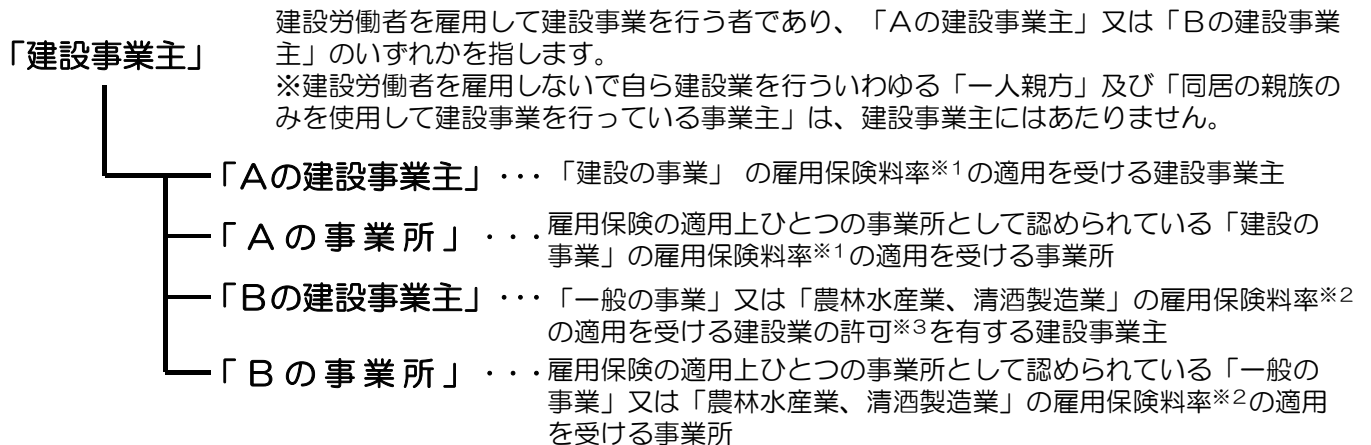 建設労働者を雇用して建設事業を行う者であり、「Aの建設事業主」又は「Bの建設事業
「建設事業主」
主」のいずれかを指します。
※建設労働者を雇用しないで自ら建設業を行ういわゆる「一人親方」及び「同居の親族の
みを使用して建設事業を行っている事業主」は、建設事業主にはあたりません。
「Aの建設事業主」・・・「建設の事業」 の雇用保険料率※1の適用を受ける建設事業主
「Aの事業所」・・・雇用保険の適用上ひとつの事業所として認められている「建設の
事業」の雇用保険料率※1の適用を受ける事業所
「Bの建設事業主」・・・「一般の事業」又は「農林水産業、清酒製造業」の雇用保険料率※2
の適用を受ける建設業の許可※3を有する建設事業主
「Bの事業所」・・・雇用保険の適用上ひとつの事業所として認められている「一般の
事業」又は「農林水産業、清酒製造業」の雇用保険料率※2の適用
を受ける事業所